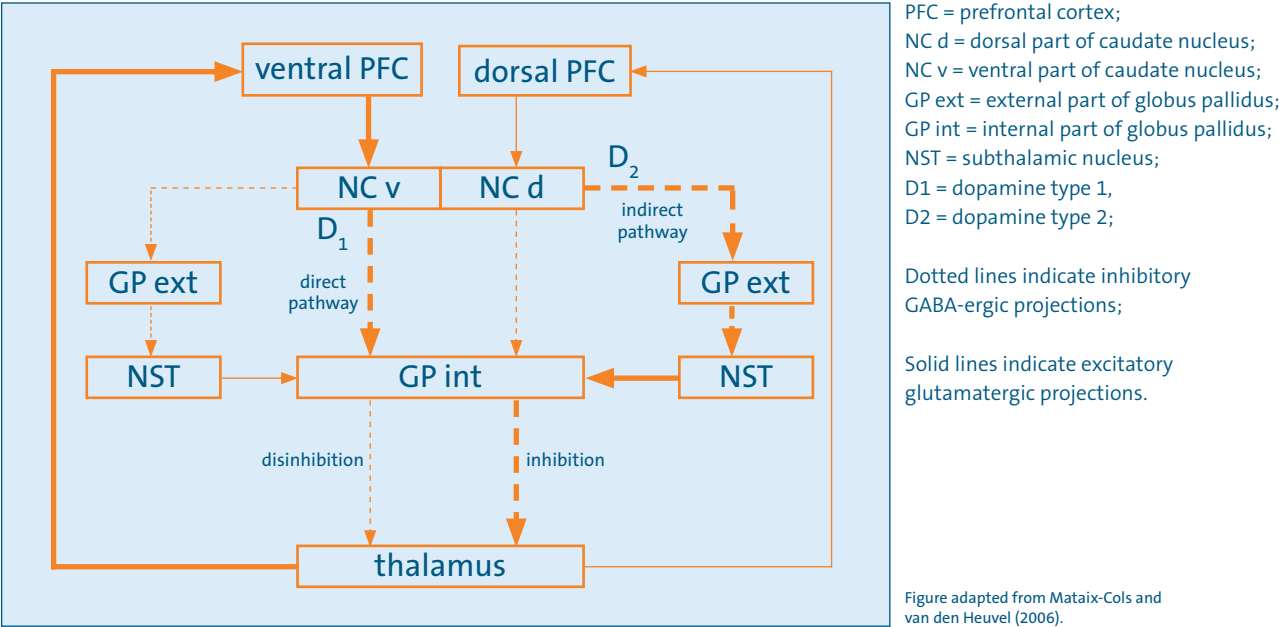 ventral PFC
dorsal PFC
NC v
NC d
D2
indirect
pathway
D1
direct
pathway
GP ext
GP ext
NST
GP int
NST
disinhibition
inhibition
thalamus
PFC = prefrontal cortex;
NC d = dorsal part of caudate nucleus;
NC v = ventral part of caudate nucleus;
GP ext = external part of globus pallidus;
GP int = internal part of globus pallidus;
NST = subthalamic nucleus;
D1 = dopamine type 1,
D2 = dopamine type 2;
Dotted lines indicate inhibitory
GABA-ergic projections;
Solid lines indicate excitatory
glutamatergic projections.
Figure adapted from Mataix-Cols and
van den Heuvel (2006).